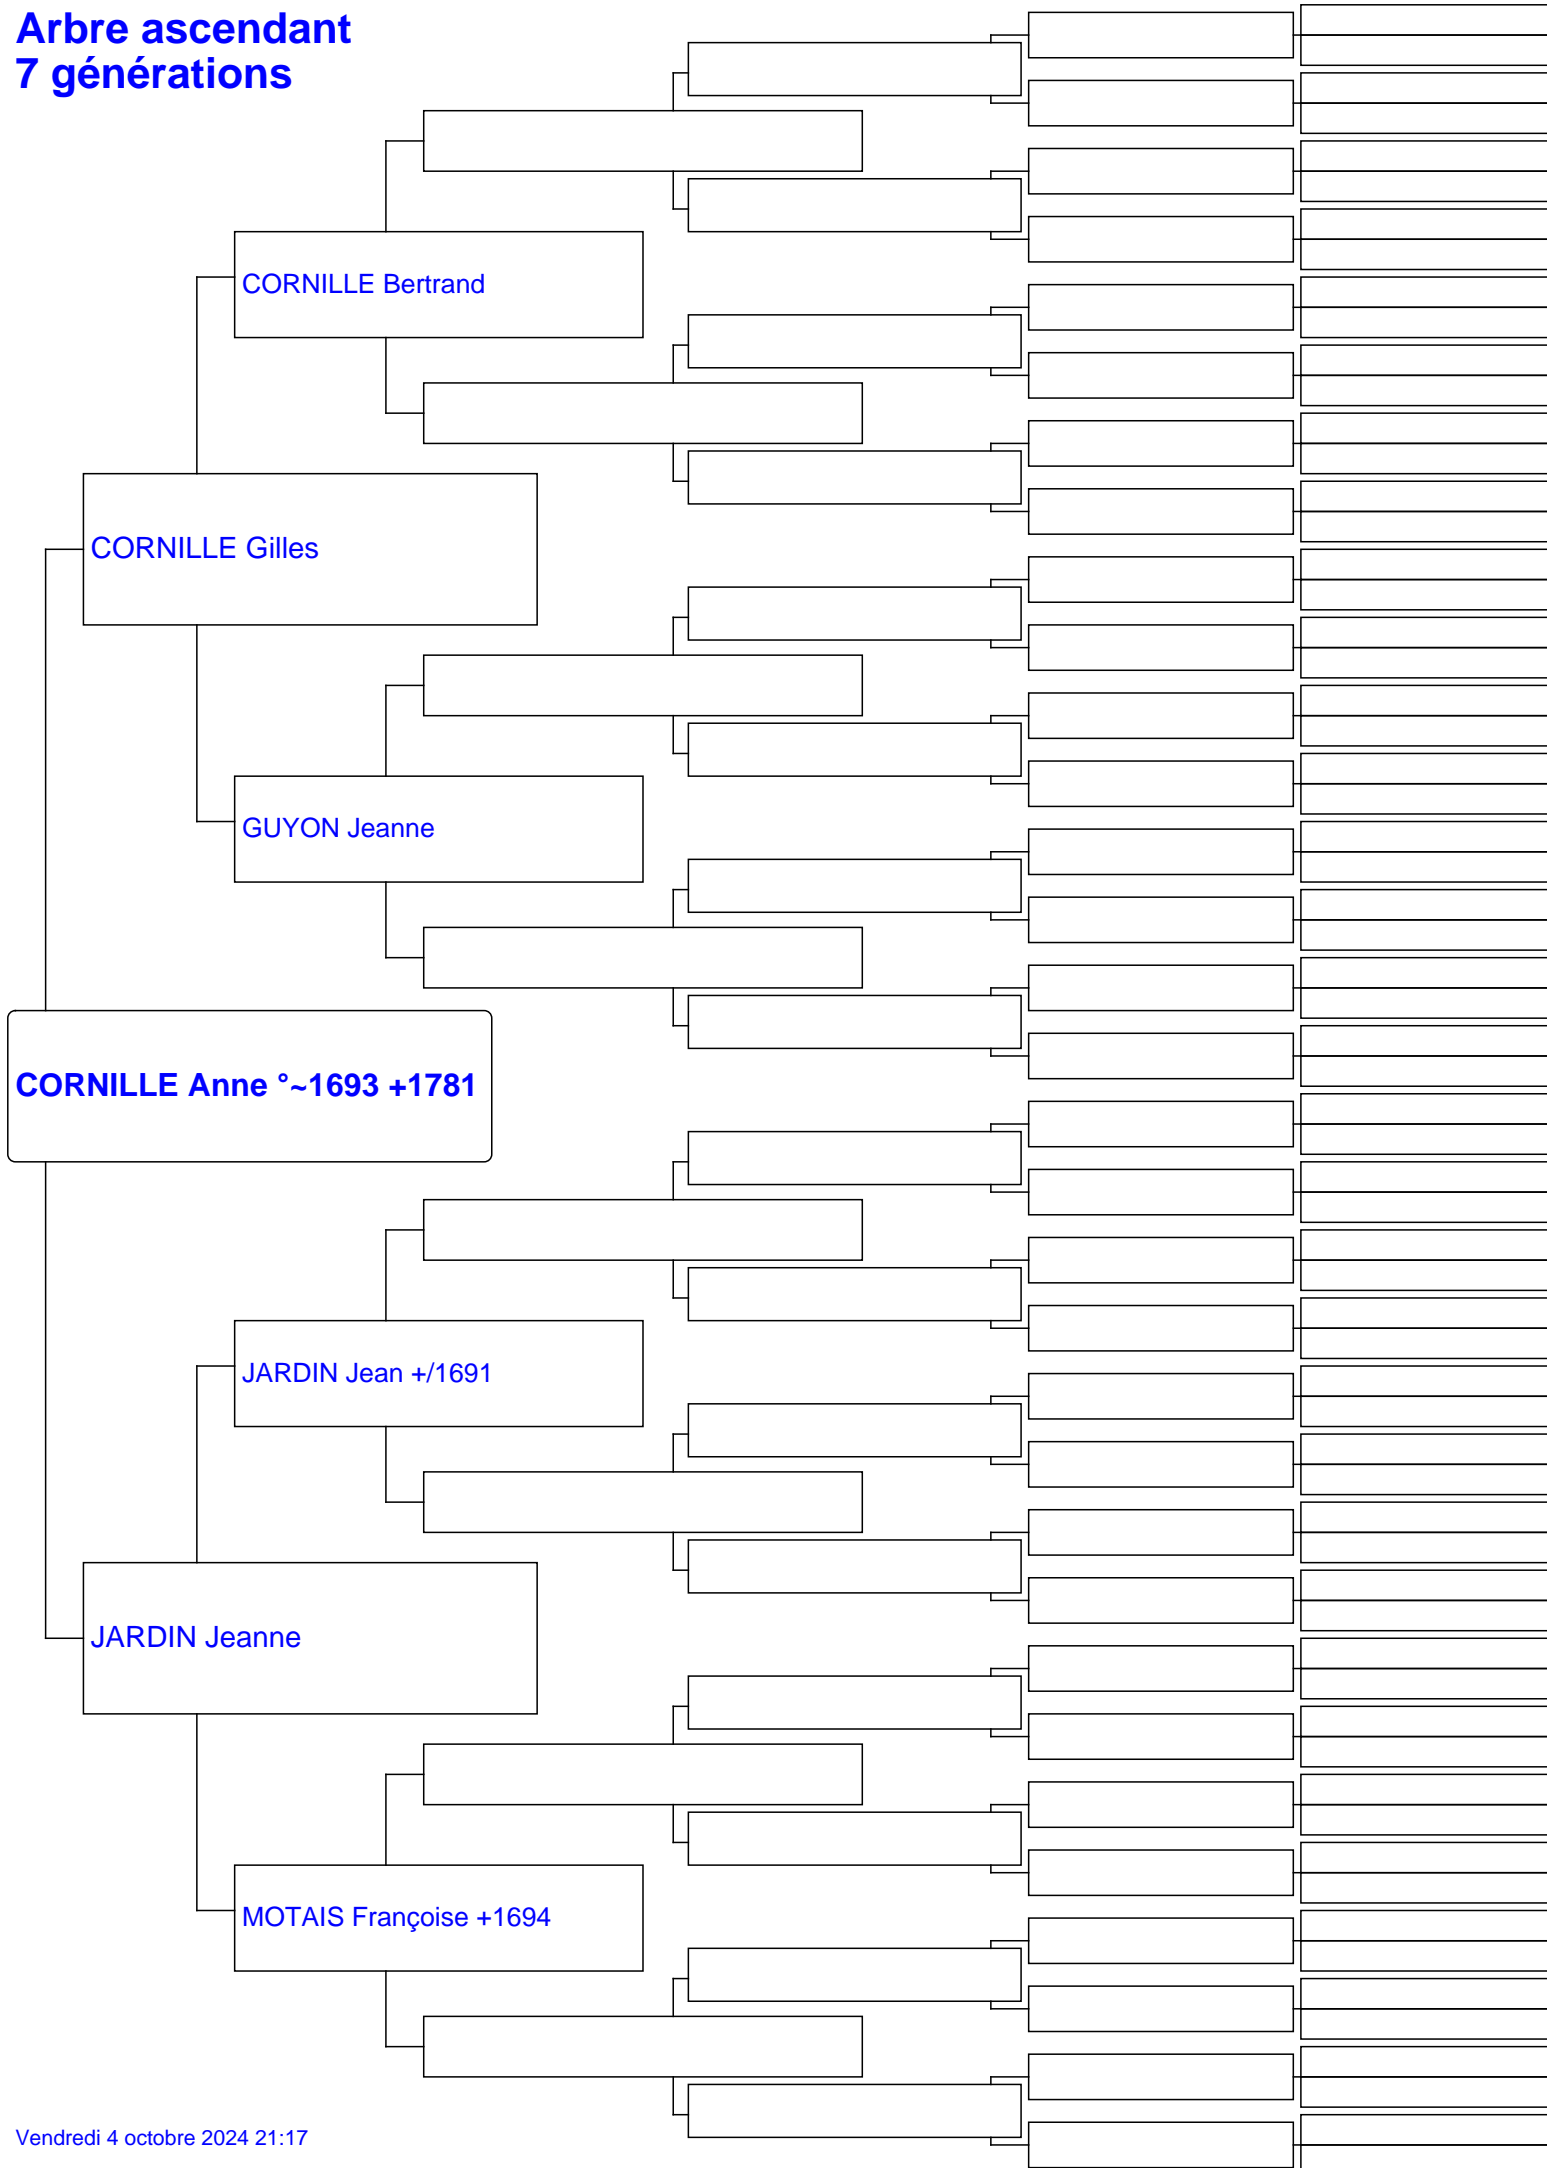 Arbre ascendant
7 générations
CORNILLE Bertrand
CORNILLE Gilles
GUYON Jeanne
CORNILLE Anne °~1693 +1781
JARDIN Jean +/1691
JARDIN Jeanne
MOTAIS Françoise +1694
Vendredi 4 octobre 2024 21:17